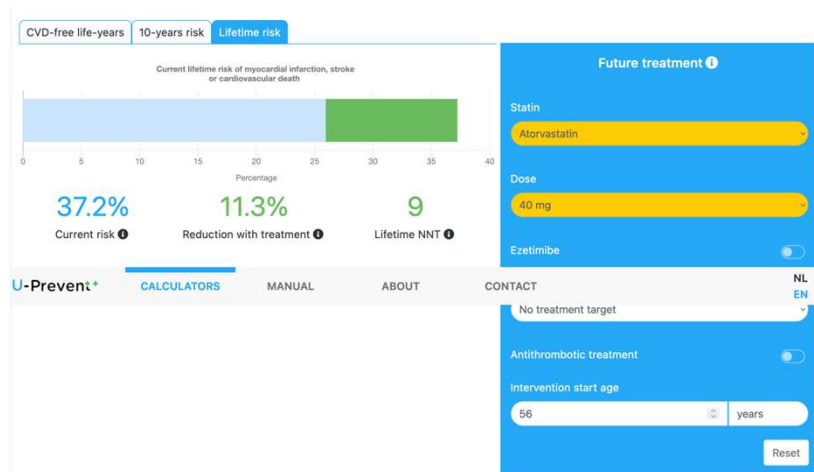 CVD-free life-years 10-years risk Lifetime risk
Current lifetime risk of myocardial infarction, stroke
or cardiovascular death
0 5 10 15 20 25 30 35 40
Percentage
37.2% 11.3% 9
Current risk Reduction with treatment Lifetime NNT
Future treatment
Statin
Atorvastatin
Dose
40 mg
Ezetimibe
U-Prevent CALCULATORS MANUAL ABOUT CONTACT NL
EN
No treatment target
Antithrombotic treatment
Intervention start age
56 years
Reset